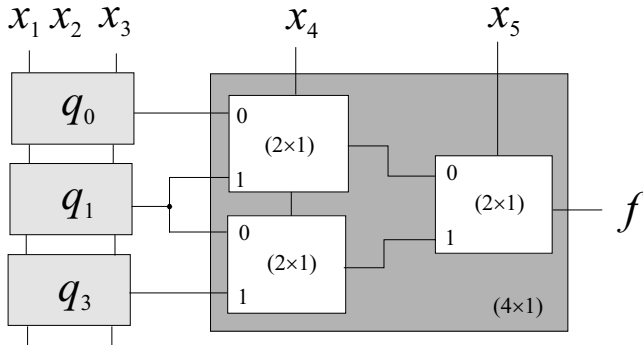 x₁ x₂ x₃ x₄ x₅
q₀
0
(2×1)
1
q₁
0
(2×1)
1
f
0
(2×1)
1
q₃
(4×1)